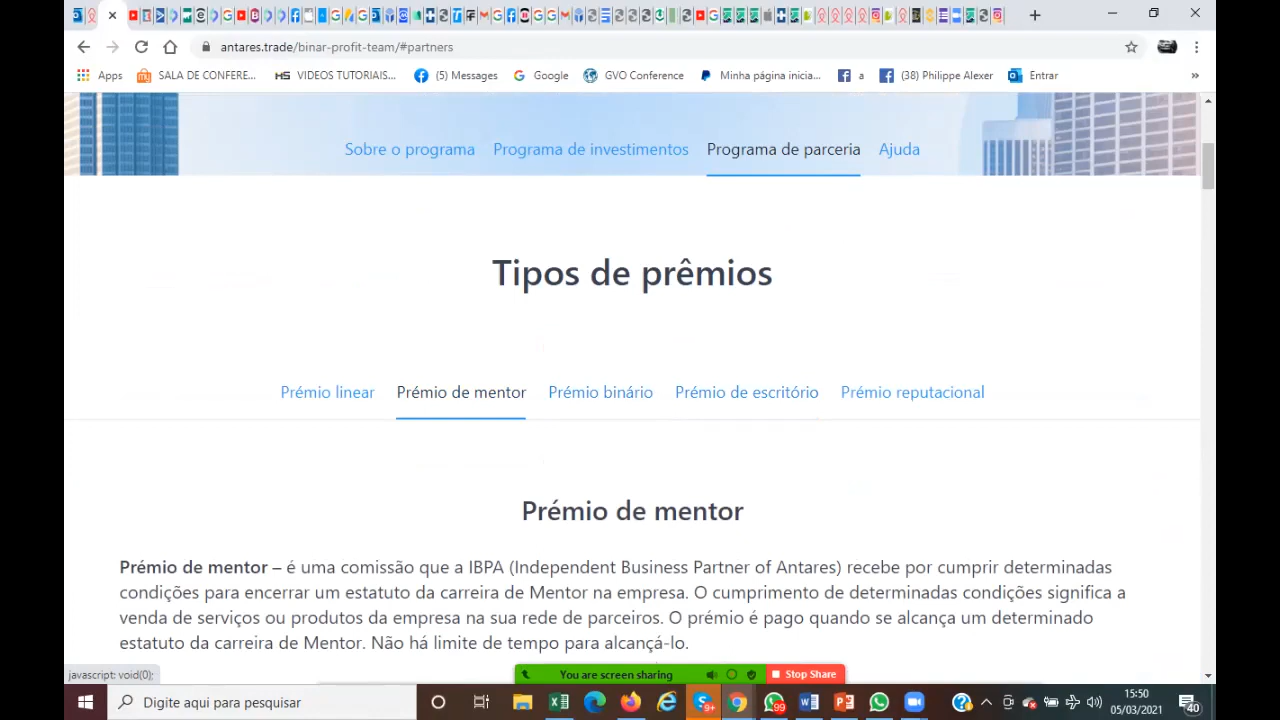 antares.trade/binar-profit-team/#partners
Apps SALA DE CONFERE... VIDEOS TUTORIAIS... (5) Messages Google GVO Conference Minha página inicia... a (38) Philippe Alexer Entrar »
Sobre o programa Programa de investimentos Programa de parceria Ajuda
Tipos de prêmios
Prémio linear Prémio de mentor Prémio binário Prémio de escritório Prémio reputacional
Prémio de mentor
Prémio de mentor – é uma comissão que a IBPA (Independent Business Partner of Antares) recebe por cumprir determinadas
condições para encerrar um estatuto da carreira de Mentor na empresa. O cumprimento de determinadas condições significa a
venda de serviços ou produtos da empresa na sua rede de parceiros. O prémio é pago quando se alcança um determinado
estatuto da carreira de Mentor. Não há limite de tempo para alcançá-lo.
javascript: void(0);
You are screen sharing Stop Share
Digite aqui para pesquisar
15:50
05/03/2021
40